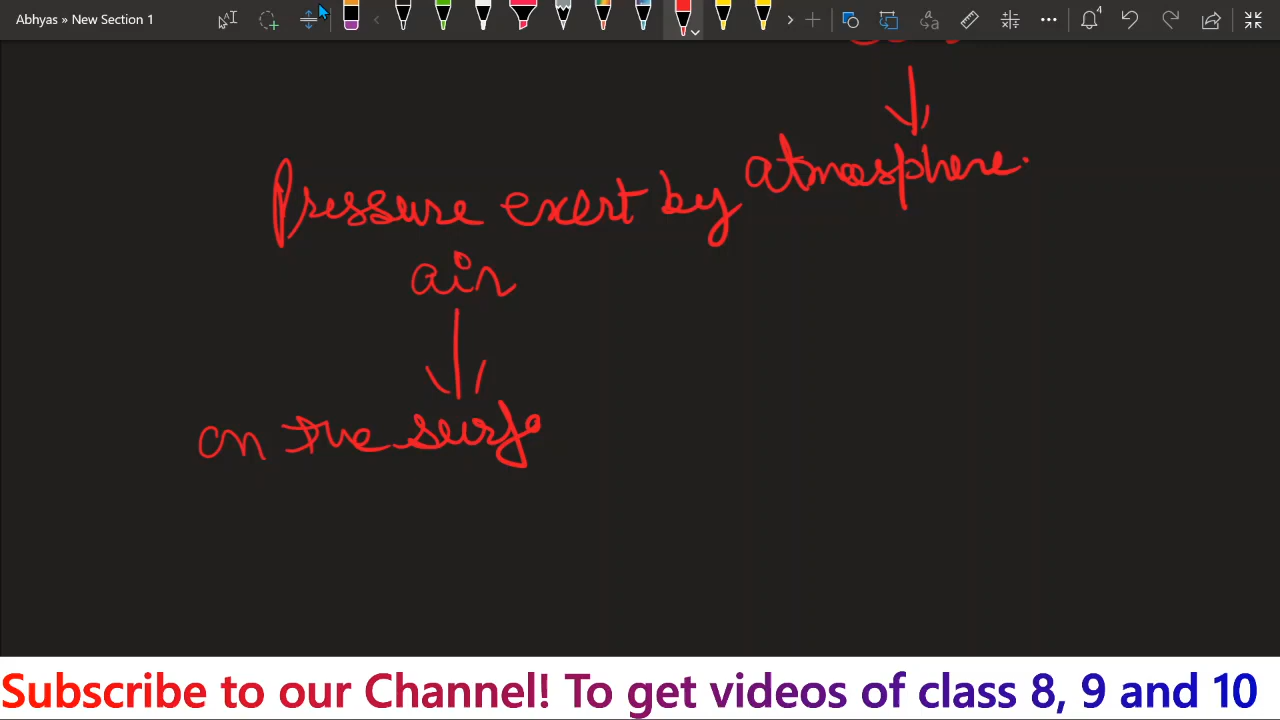 Abhyas » New Section 1
4
Pressure exert by atmosphere.
air
on the surfa
Subscribe to our Channel! To get videos of class 8, 9 and 10